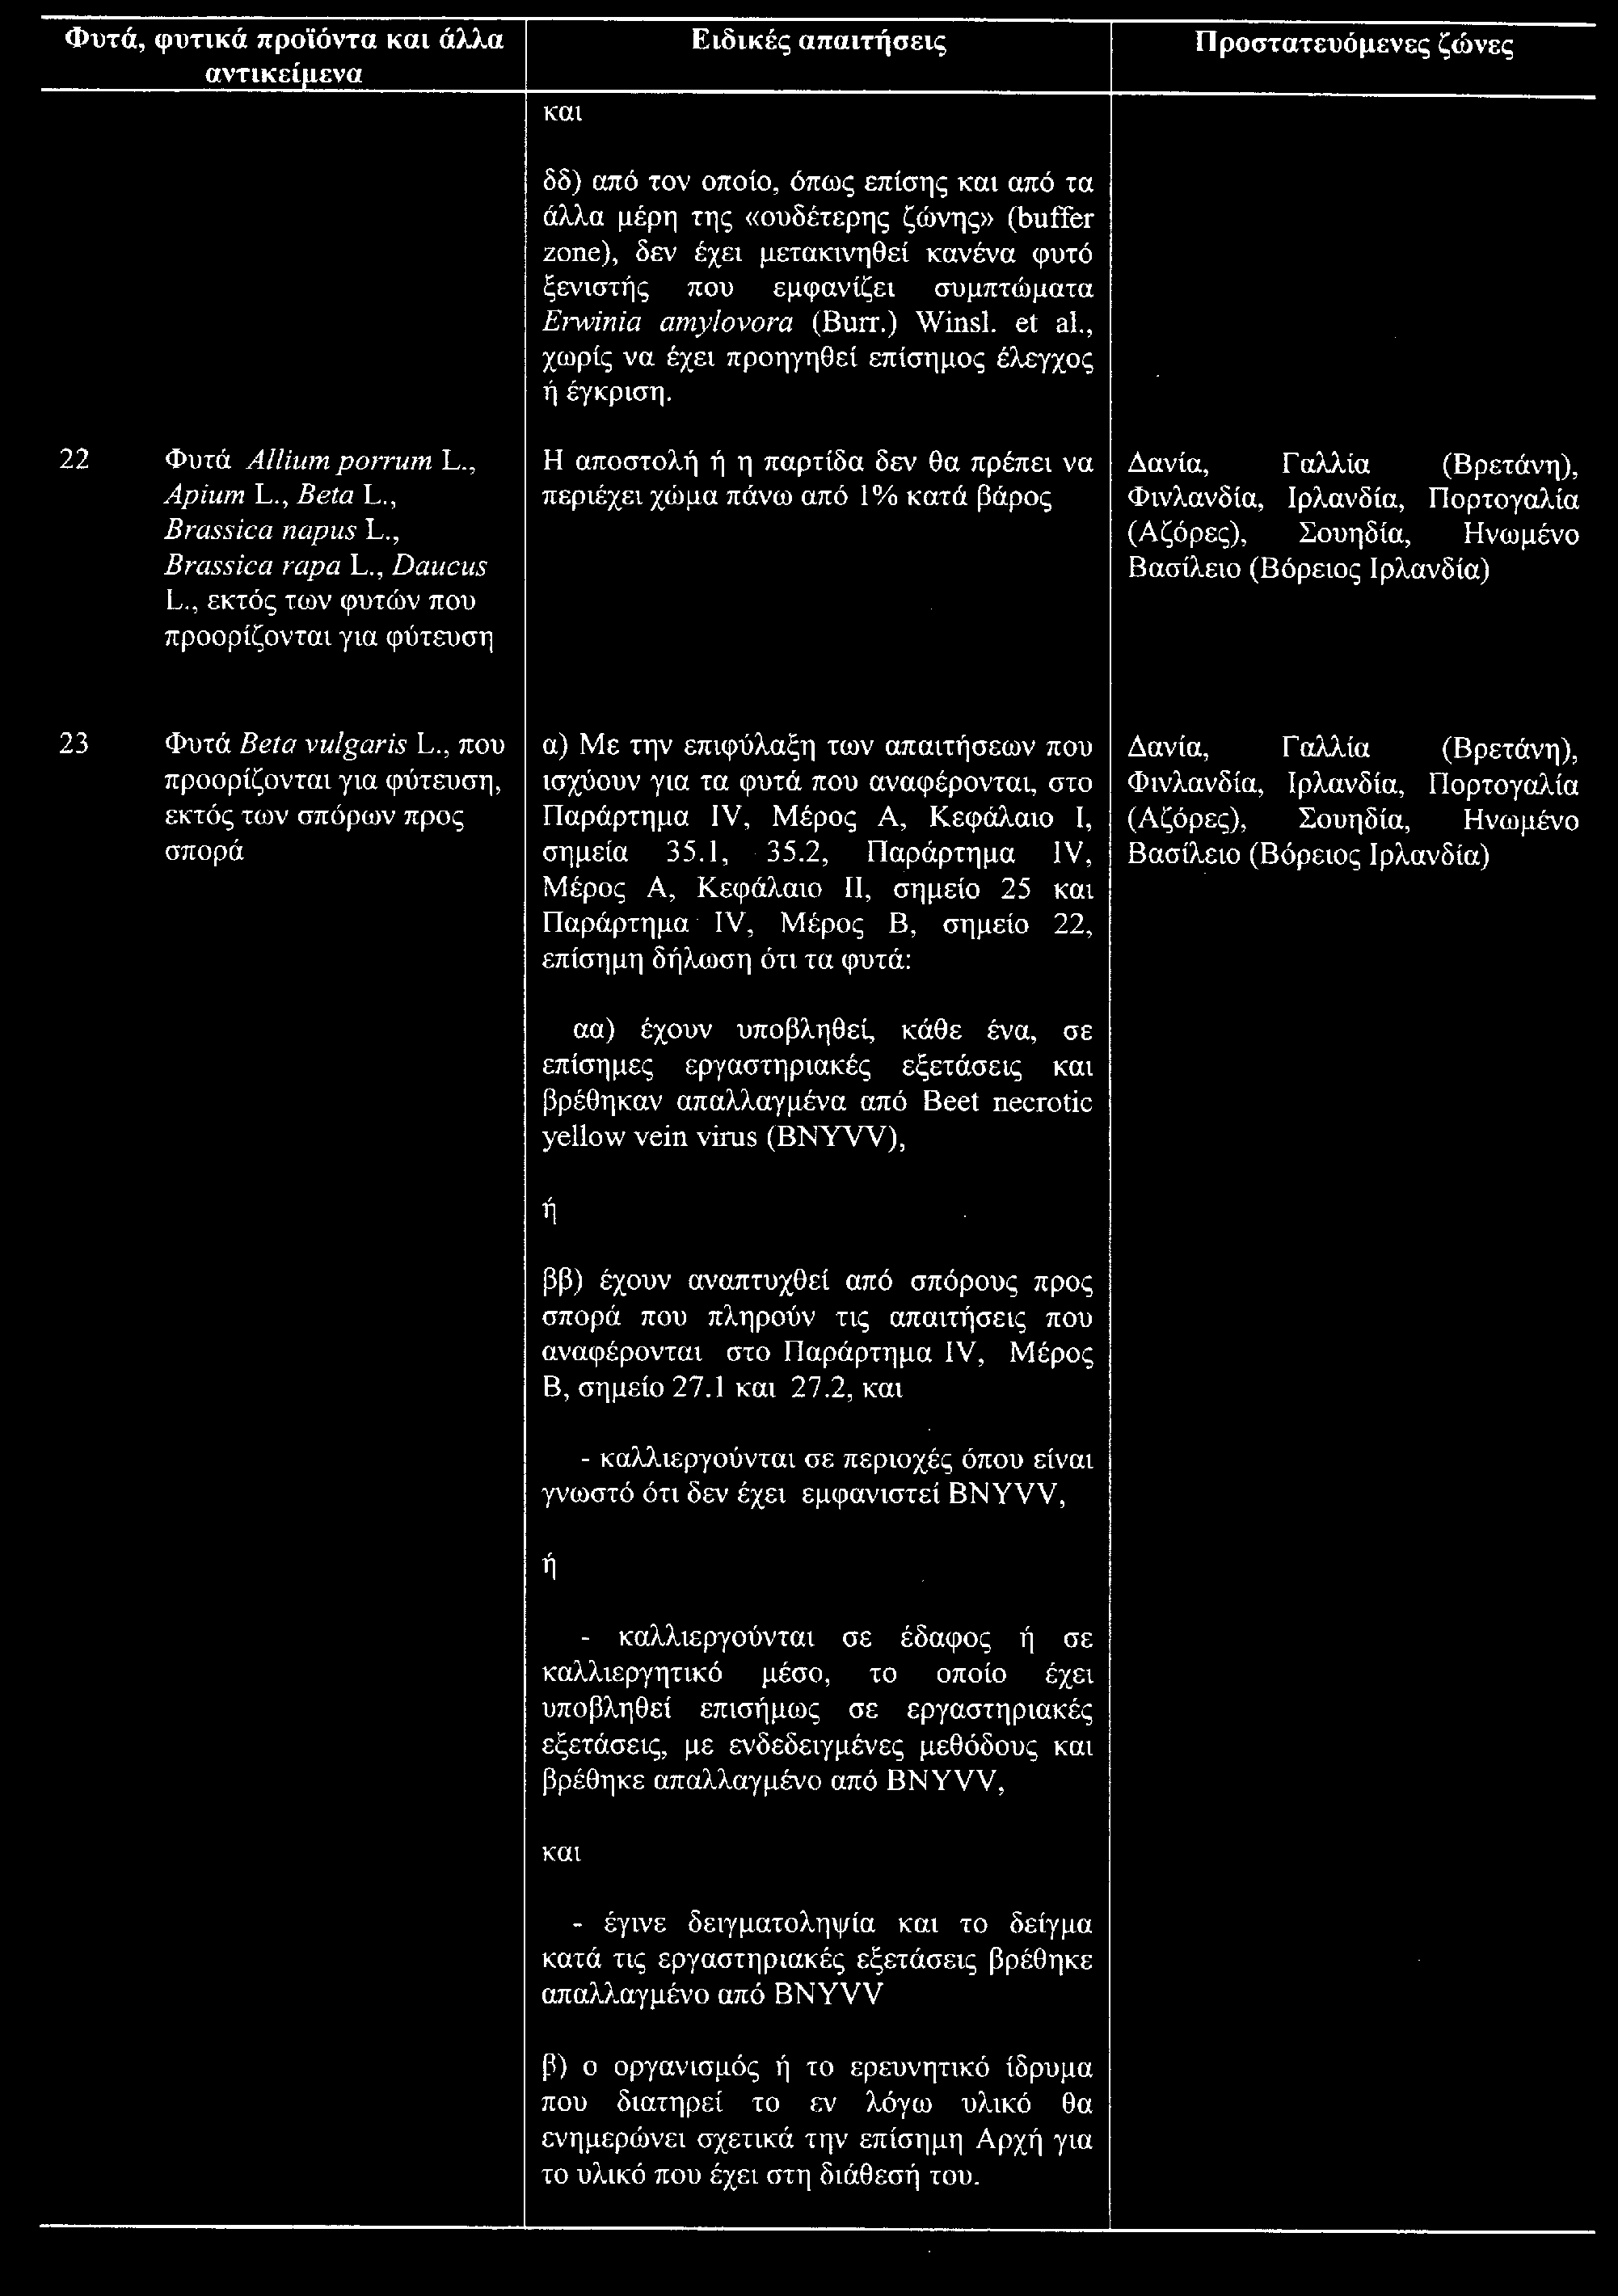 Φυτά, φυτικά προϊόντα και άλλα
αντικείμενα
Ειδικές απαιτήσεις
Προστατευόμενες ζώνες
και
δδ) από τον οποίο, όπως επίσης και από τα
άλλα μέρη της «ουδέτερης ζώνης» (buffer
zone), δεν έχει μετακινηθεί κανένα φυτό
ξενιστής που εμφανίζει συμπτώματα
Erwinia amylovora (Burr.) Winsl. et al.,
χωρίς να έχει προηγηθεί επίσημος έλεγχος
ή έγκριση.
22 Φυτά Allium porrum L.,
Apium L., Beta L.,
Brassica napus L.,
Brassica rapa L., Daucus
L., εκτός των φυτών που
προορίζονται για φύτευση
Η αποστολή ή η παρτίδα δεν θα πρέπει να
περιέχει χώμα πάνω από 1% κατά βάρος
Δανία, Γαλλία (Βρετάνη),
Φινλανδία, Ιρλανδία, Πορτογαλία
(Αζόρες), Σουηδία, Ηνωμένο
Βασίλειο (Βόρειος Ιρλανδία)
23 Φυτά Beta vulgaris L., που
προορίζονται για φύτευση,
εκτός των σπόρων προς
σπορά
α) Με την επιφύλαξη των απαιτήσεων που
ισχύουν για τα φυτά που αναφέρονται, στο
Παράρτημα IV, Μέρος Α, Κεφάλαιο Ι,
σημεία 35.1, 35.2, Παράρτημα IV,
Μέρος Α, Κεφάλαιο ΙΙ, σημείο 25 και
Παράρτημα IV, Μέρος Β, σημείο 22,
επίσημη δήλωση ότι τα φυτά:
αα) έχουν υποβληθεί, κάθε ένα, σε
επίσημες εργαστηριακές εξετάσεις και
βρέθηκαν απαλλαγμένα από Beet necrotic
yellow vein virus (BNYVV),
ή
ββ) έχουν αναπτυχθεί από σπόρους προς
σπορά που πληρούν τις απαιτήσεις που
αναφέρονται στο Παράρτημα IV, Μέρος
Β, σημείο 27.1 και 27.2, και
- καλλιεργούνται σε περιοχές όπου είναι
γνωστό ότι δεν έχει εμφανιστεί BNYVV,
ή
- καλλιεργούνται σε έδαφος ή σε
καλλιεργητικό μέσο, το οποίο έχει
υποβληθεί επισήμως σε εργαστηριακές
εξετάσεις, με ενδεδειγμένες μεθόδους και
βρέθηκε απαλλαγμένο από BNYVV,
και
- έγινε δειγματοληψία και το δείγμα
κατά τις εργαστηριακές εξετάσεις βρέθηκε
απαλλαγμένο από BNYVV
β) ο οργανισμός ή το ερευνητικό ίδρυμα
που διατηρεί το εν λόγω υλικό θα
ενημερώνει σχετικά την επίσημη Αρχή για
το υλικό που έχει στη διάθεσή του.
Δανία, Γαλλία (Βρετάνη),
Φινλανδία, Ιρλανδία, Πορτογαλία
(Αζόρες), Σουηδία, Ηνωμένο
Βασίλειο (Βόρειος Ιρλανδία)